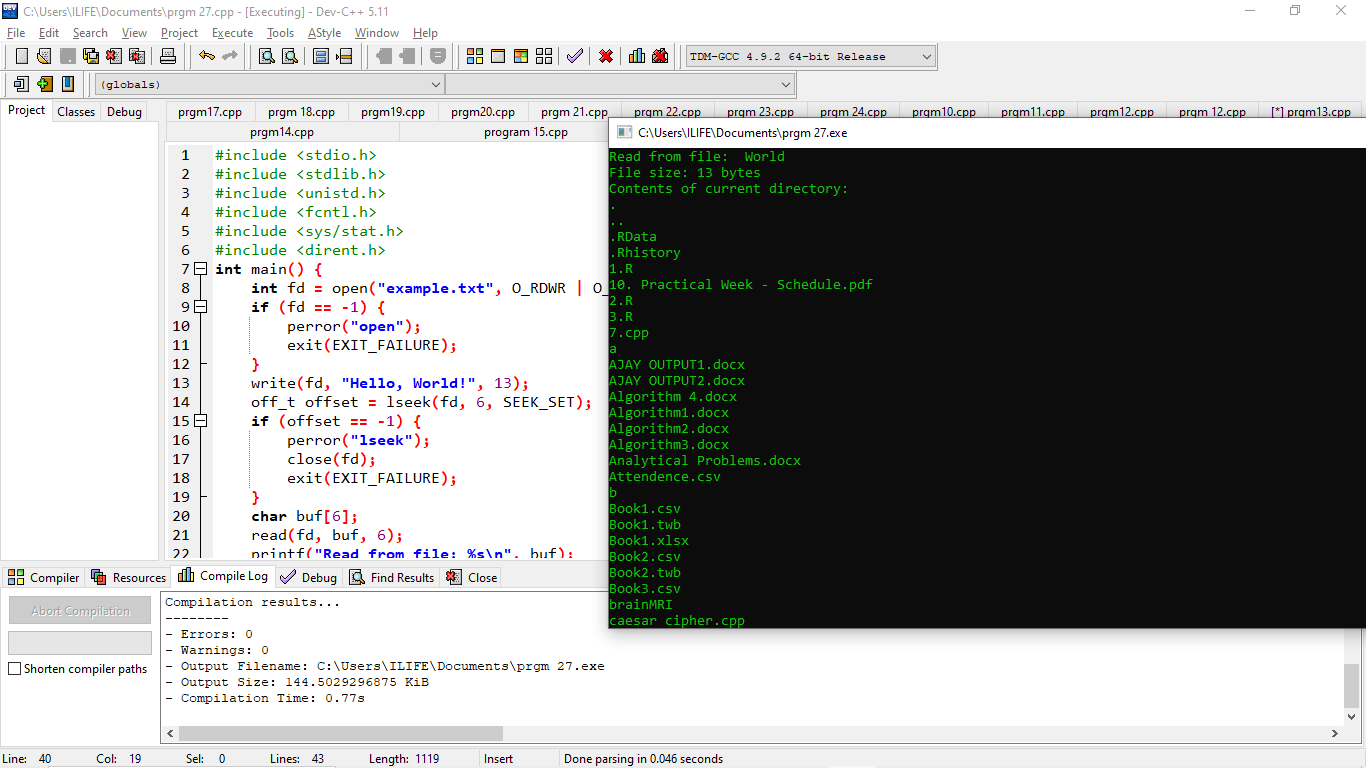 C:\Users\ILIFE\Documents\prgm 27.cpp - [Executing] - Dev-C++ 5.11
File Edit Search View Project Execute Tools AStyle Window Help
TDM-GCC 4.9.2 64-bit Release
(globals)
Project Classes Debug
prgm17.cpp prgm 18.cpp prgm19.cpp prgm20.cpp prgm 21.cpp prgm 22.cpp prgm 23.cpp prgm 24.cpp prgm10.cpp prgm11.cpp prgm12.cpp prgm 12.cpp [*] prgm13.cpp
prgm14.cpp program 15.cpp
1 #include <stdio.h>
2 #include <stdlib.h>
3 #include <unistd.h>
4 #include <fcntl.h>
5 #include <sys/stat.h>
6 #include <dirent.h>
7 int main() {
8 int fd = open("example.txt", O_RDWR | O_
9 if (fd == -1) {
10 perror("open");
11 exit(EXIT_FAILURE);
12 }
13 write(fd, "Hello, World!", 13);
14 off_t offset = lseek(fd, 6, SEEK_SET);
15 if (offset == -1) {
16 perror("lseek");
17 close(fd);
18 exit(EXIT_FAILURE);
19 }
20 char buf[6];
21 read(fd, buf, 6);
22 printf("Read from file: %s\n", buf);
C:\Users\ILIFE\Documents\prgm 27.exe
Read from file:  World
File size: 13 bytes
Contents of current directory:
.
..
.RData
.Rhistory
1.R
10. Practical Week - Schedule.pdf
2.R
3.R
7.cpp
a
AJAY OUTPUT1.docx
AJAY OUTPUT2.docx
Algorithm 4.docx
Algorithm1.docx
Algorithm2.docx
Algorithm3.docx
Analytical Problems.docx
Attendence.csv
b
Book1.csv
Book1.twb
Book1.xlsx
Book2.csv
Book2.twb
Book3.csv
brainMRI
caesar cipher.cpp
Compiler Resources Compile Log Debug Find Results Close
Abort Compilation
Shorten compiler paths
Compilation results...
--------
- Errors: 0
- Warnings: 0
- Output Filename: C:\Users\ILIFE\Documents\prgm 27.exe
- Output Size: 144.5029296875 KiB
- Compilation Time: 0.77s
Line: 40 Col: 19 Sel: 0 Lines: 43 Length: 1119 Insert Done parsing in 0.046 seconds